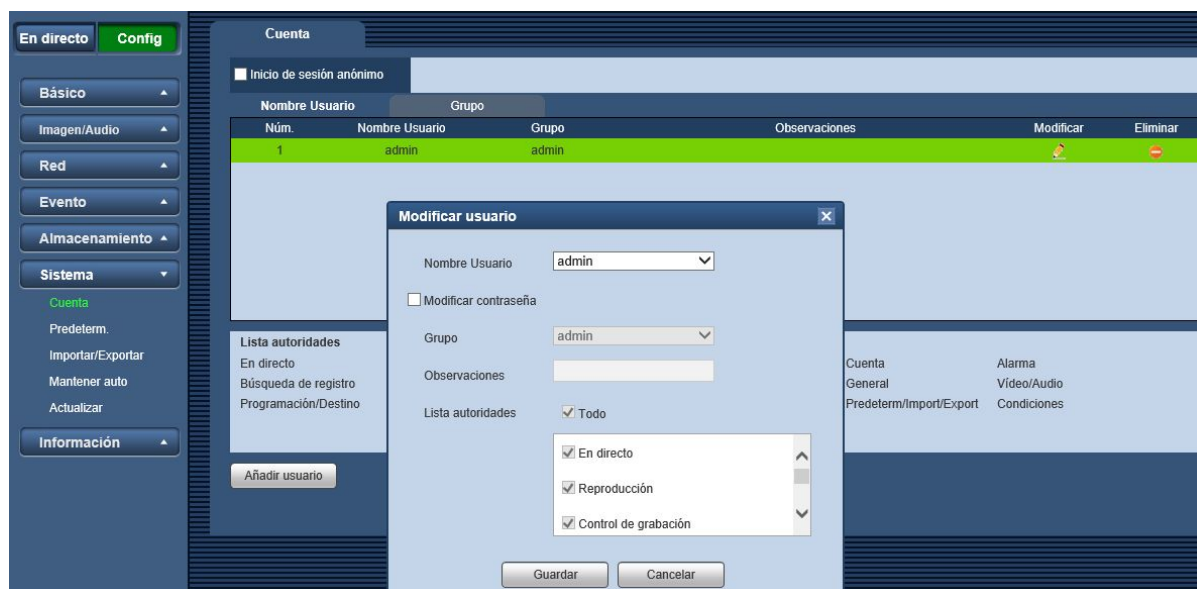 En directo Config
Cuenta
Inicio de sesión anónimo
Básico
Nombre Usuario Grupo
Imagen/Audio
Núm. Nombre Usuario Grupo Observaciones Modificar Eliminar
1 admin admin
Red
Evento
Almacenamiento
Sistema
Cuenta
Predeterm.
Importar/Exportar
Mantener auto
Actualizar
Información
Modificar usuario
Nombre Usuario admin
Modificar contraseña
Grupo admin
Observaciones
Lista autoridades Todo
En directo
Reproducción
Control de grabación
Guardar Cancelar
Lista autoridades
En directo Cuenta Alarma
Búsqueda de registro General Vídeo/Audio
Programación/Destino Predeterm/Import/Export Condiciones
Añadir usuario